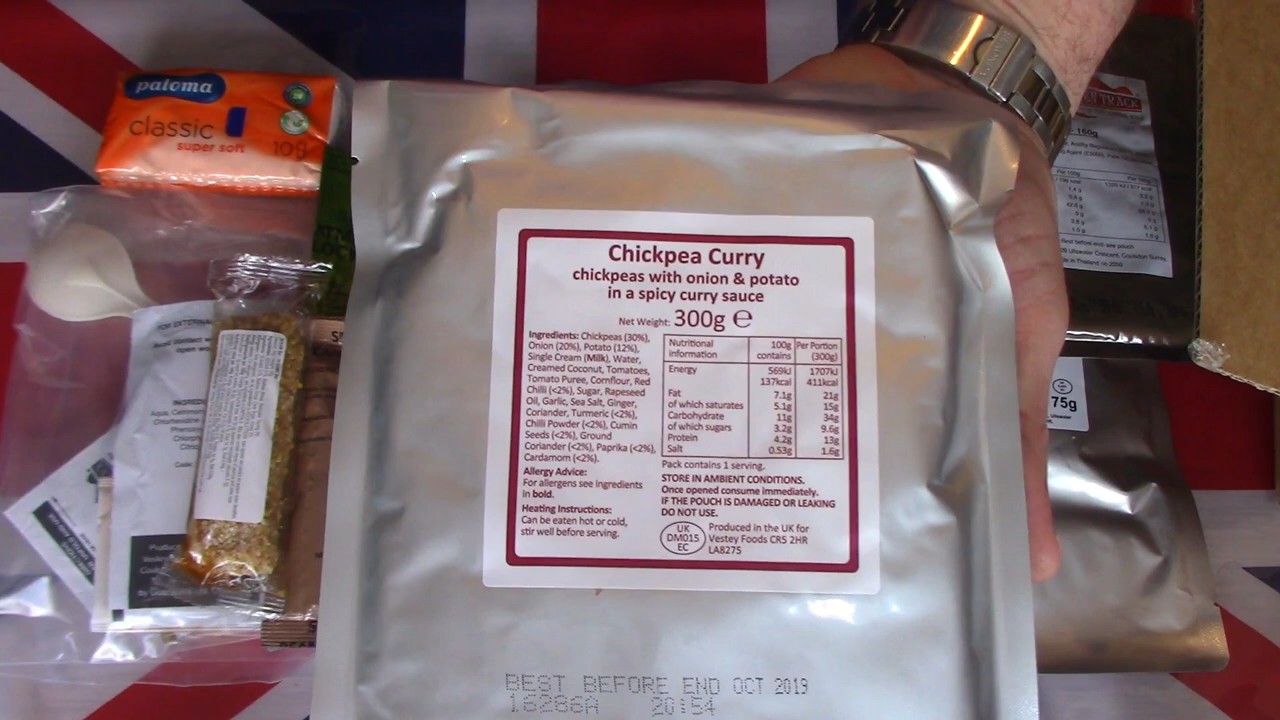 paloma
classic
super soft
10
Chickpea Curry
chickpeas with onion & potato
in a spicy curry sauce
Net Weight: 300g ℮
Ingredients: Chickpeas (30%),
Onion (20%), Potato (12%),
Single Cream (Milk), Water,
Creamed Coconut, Tomatoes,
Tomato Puree, Cornflour, Red
Chilli (<2%), Sugar, Rapeseed
Oil, Garlic, Sea Salt, Ginger,
Coriander, Turmeric (<2%),
Chilli Powder (<2%), Cumin
Seeds (<2%), Ground
Coriander (<2%), Paprika (<2%),
Cardamom (<2%).
Allergy Advice:
For allergens see ingredients
in bold.
Heating Instructions:
Can be eaten hot or cold,
stir well before serving.
Nutritional Information 100g contains Per Portion (300g)
Energy 569kJ 1707kJ
137kcal 411kcal
Fat 7.1g 21g
of which saturates 5.1g 15g
Carbohydrate 11g 34g
of which sugars 3.2g 9.6g
Protein 4.2g 13g
Salt 0.53g 1.6g
Pack contains 1 serving.
STORE IN AMBIENT CONDITIONS.
Once opened consume immediately.
IF THE POUCH IS DAMAGED OR LEAKING
DO NOT USE.
UK
DM015
EC
Produced in the UK for
Vestey Foods CR5 2HR
LA8275
BEST BEFORE END OCT 2019
16286A 20:54
TRACK
160g
Per 100g
75g